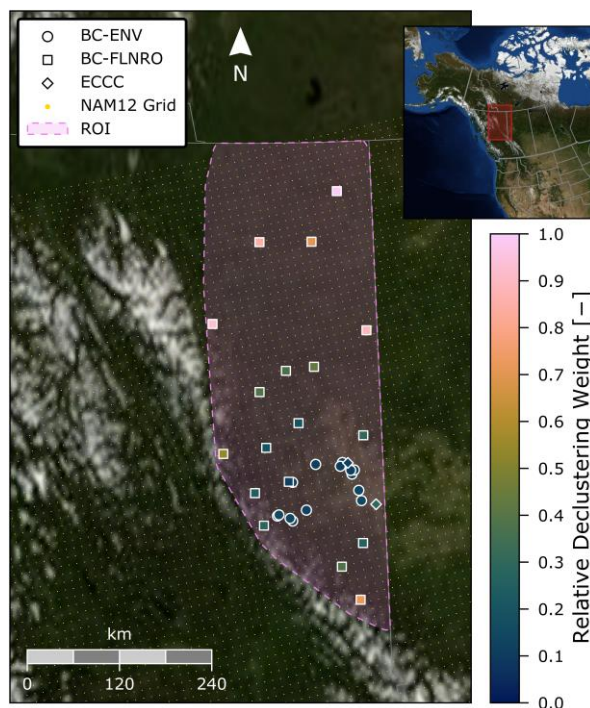 BC-ENV
BC-FLNRO
ECCC
NAM12 Grid
ROI
N
km
0 120 240
1.0
0.9
0.8
0.7
0.6
0.5
0.4
0.3
0.2
0.1
0.0
Relative Declustering Weight [−]